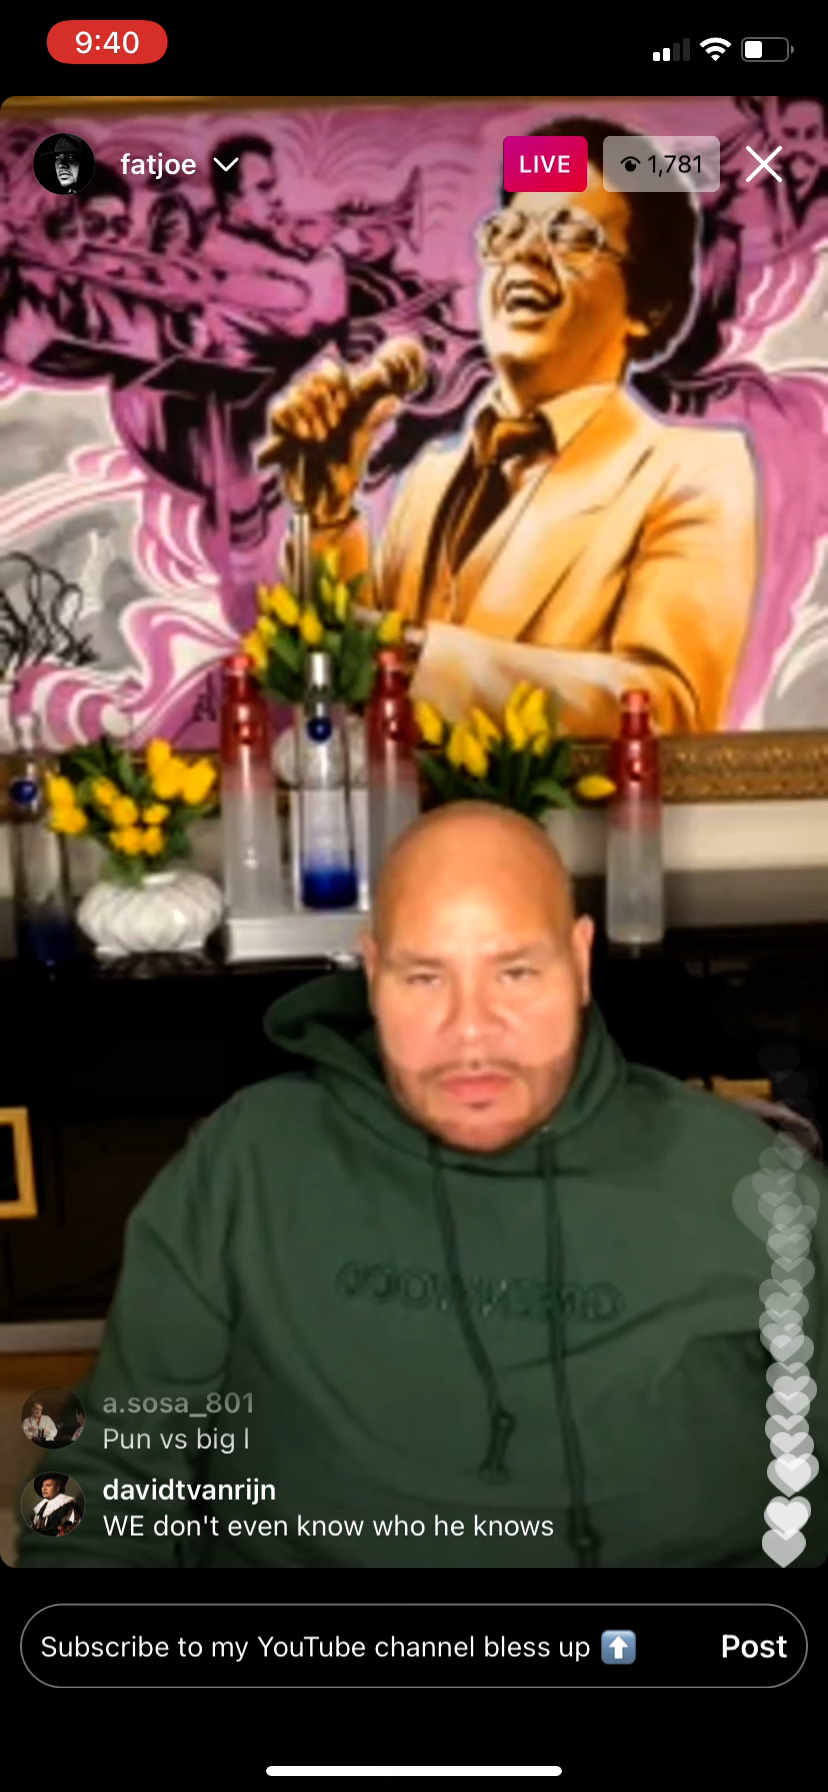 9:40
fatjoe
LIVE
1,781
a.sosa_801
Pun vs big l
davidtvanrijn
WE don't even know who he knows
Subscribe to my YouTube channel bless up ⬆️
Post